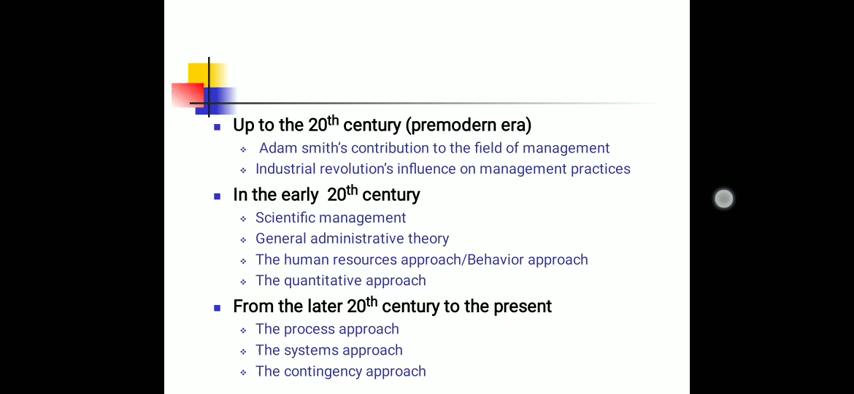 Up to the 20th century (premodern era)
Adam smith's contribution to the field of management
Industrial revolution's influence on management practices
In the early 20th century
Scientific management
General administrative theory
The human resources approach/Behavior approach
The quantitative approach
From the later 20th century to the present
The process approach
The systems approach
The contingency approach